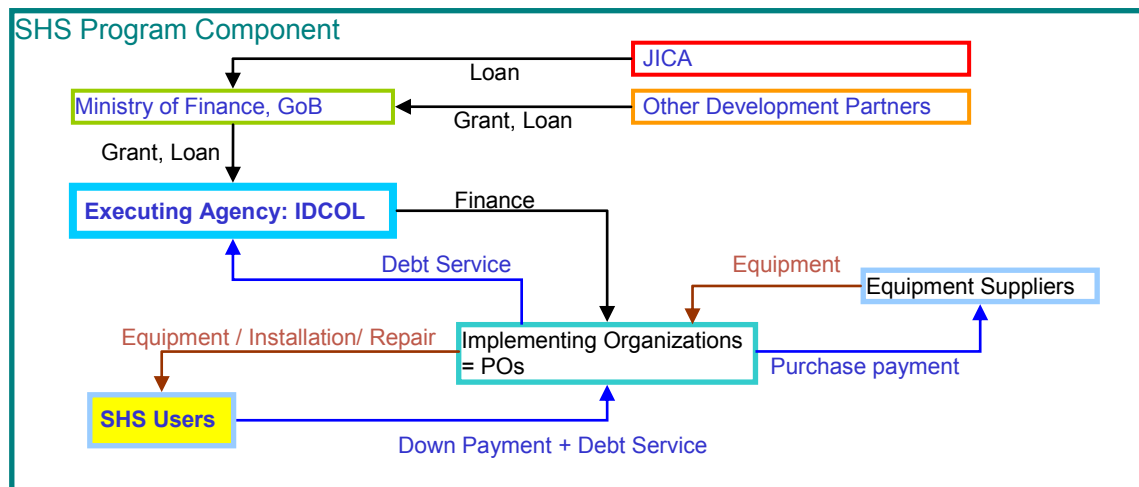 SHS Program Component
JICA
Loan
Ministry of Finance, GoB
Other Development Partners
Grant, Loan
Grant, Loan
Executing Agency: IDCOL
Finance
Debt Service
Equipment
Equipment Suppliers
Equipment / Installation/ Repair
Implementing Organizations
= POs
Purchase payment
SHS Users
Down Payment + Debt Service